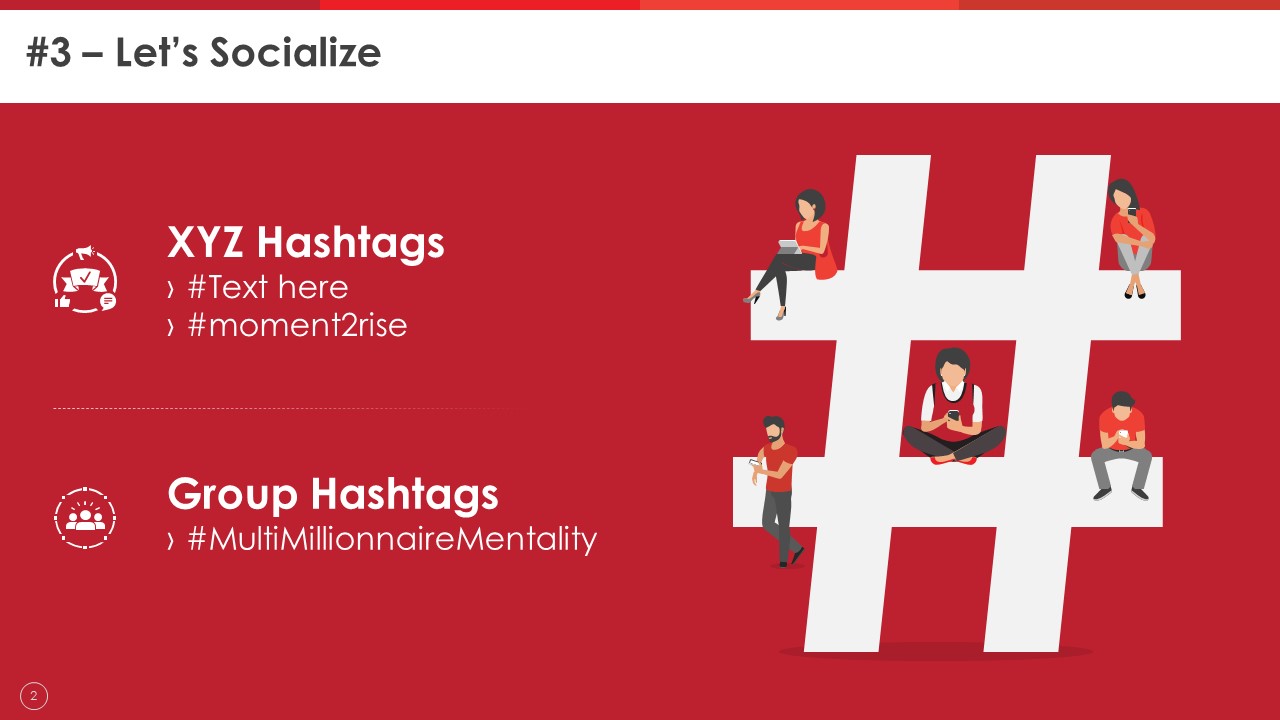 #3 – Let’s Socialize
XYZ Hashtags
› #Text here
› #moment2rise
Group Hashtags
› #MultiMillionnaireMentality
2